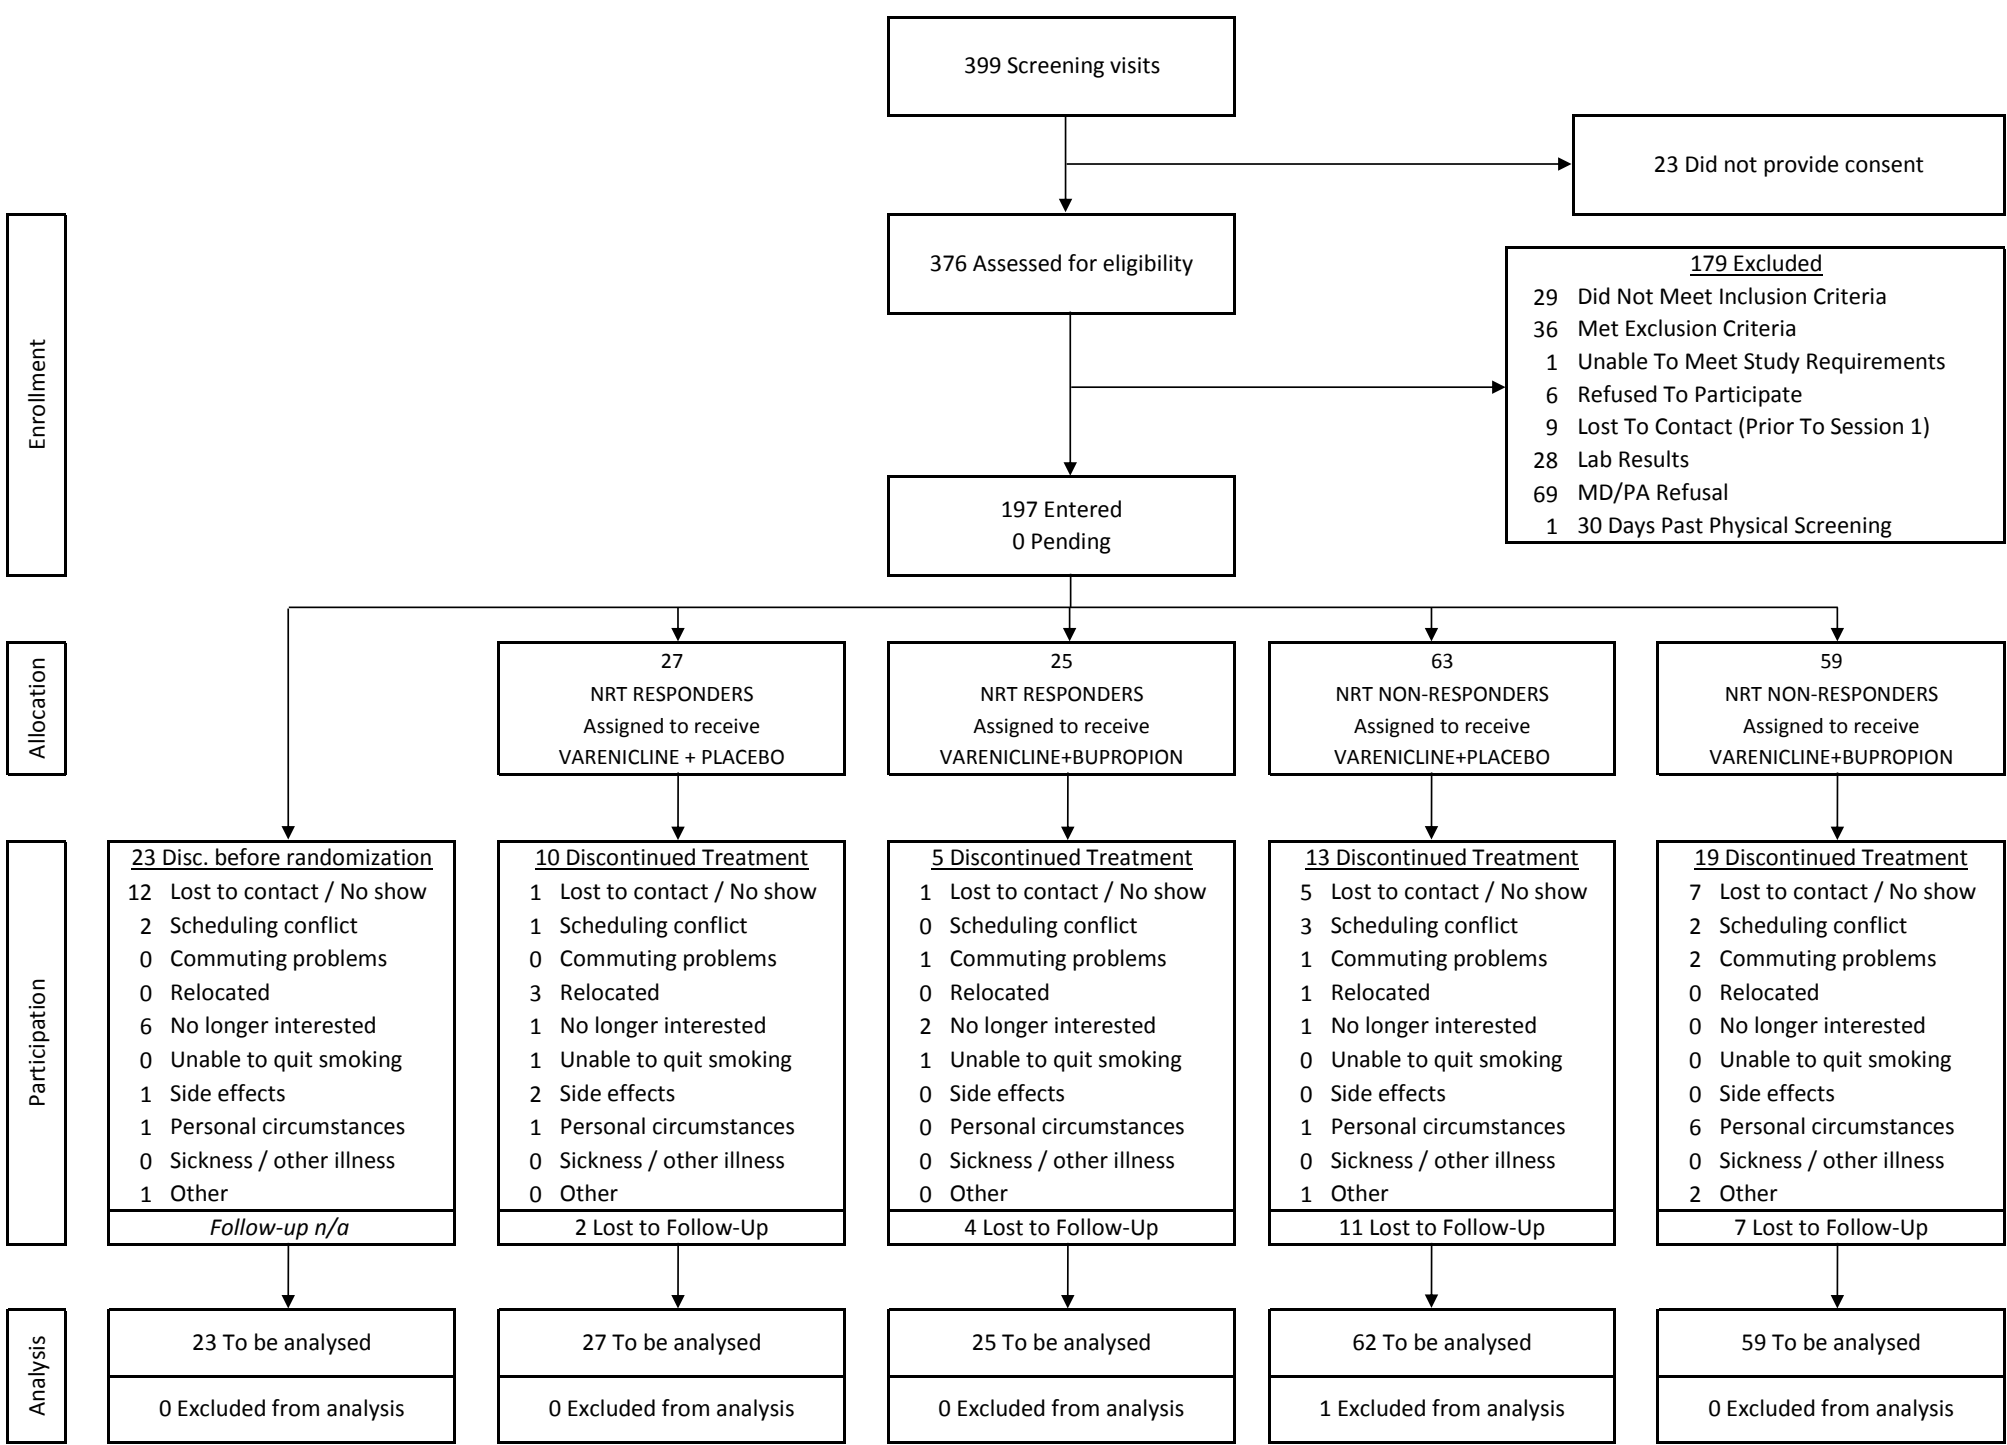 399 Screening visits
23 Did not provide consent
Enrollment
376 Assessed for eligibility
179 Excluded
29 Did Not Meet Inclusion Criteria
36 Met Exclusion Criteria
1 Unable To Meet Study Requirements
6 Refused To Participate
9 Lost To Contact (Prior To Session 1)
28 Lab Results
69 MD/PA Refusal
1 30 Days Past Physical Screening
197 Entered
0 Pending
Allocation
27
NRT RESPONDERS
Assigned to receive
VARENICLINE + PLACEBO
25
NRT RESPONDERS
Assigned to receive
VARENICLINE+BUPROPION
63
NRT NON-RESPONDERS
Assigned to receive
VARENICLINE+PLACEBO
59
NRT NON-RESPONDERS
Assigned to receive
VARENICLINE+BUPROPION
Participation
23 Disc. before randomization
12 Lost to contact / No show
2 Scheduling conflict
0 Commuting problems
0 Relocated
6 No longer interested
0 Unable to quit smoking
1 Side effects
1 Personal circumstances
0 Sickness / other illness
1 Other
Follow-up n/a
10 Discontinued Treatment
1 Lost to contact / No show
1 Scheduling conflict
0 Commuting problems
3 Relocated
1 No longer interested
1 Unable to quit smoking
2 Side effects
1 Personal circumstances
0 Sickness / other illness
0 Other
2 Lost to Follow-Up
5 Discontinued Treatment
1 Lost to contact / No show
0 Scheduling conflict
1 Commuting problems
0 Relocated
2 No longer interested
1 Unable to quit smoking
0 Side effects
0 Personal circumstances
0 Sickness / other illness
0 Other
4 Lost to Follow-Up
13 Discontinued Treatment
5 Lost to contact / No show
3 Scheduling conflict
1 Commuting problems
1 Relocated
1 No longer interested
0 Unable to quit smoking
0 Side effects
1 Personal circumstances
0 Sickness / other illness
1 Other
11 Lost to Follow-Up
19 Discontinued Treatment
7 Lost to contact / No show
2 Scheduling conflict
2 Commuting problems
0 Relocated
0 No longer interested
0 Unable to quit smoking
0 Side effects
6 Personal circumstances
0 Sickness / other illness
2 Other
7 Lost to Follow-Up
Analysis
23 To be analysed
0 Excluded from analysis
27 To be analysed
0 Excluded from analysis
25 To be analysed
0 Excluded from analysis
62 To be analysed
1 Excluded from analysis
59 To be analysed
0 Excluded from analysis